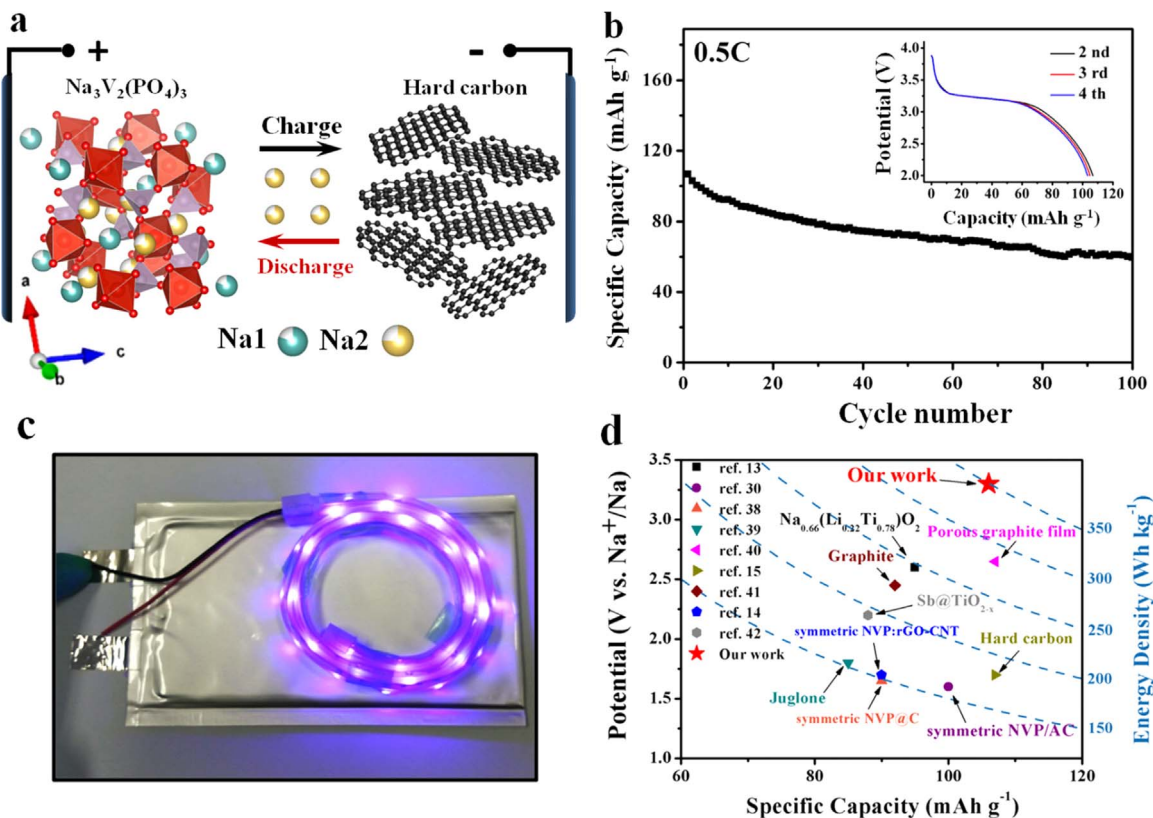 a
+
-
Na₃V₂(PO₄)₃
Hard carbon
Charge
Discharge
a
c
b
Na1
Na2
b
0.5C
Specific Capacity (mAh g⁻¹)
180
140
100
60
20
0
0
20
40
60
80
100
Cycle number
Potential (V)
4.0
3.5
3.0
2.5
2.0
2 nd
3 rd
4 th
0
20
40
60
80
100
120
Capacity (mAh g⁻¹)
c
d
Potential (V vs. Na⁺/Na)
3.5
3.0
2.5
2.0
1.5
1.0
60
80
100
120
Specific Capacity (mAh g⁻¹)
Energy Density (Wh kg⁻¹)
350
300
250
200
150
ref. 13
ref. 30
ref. 38
ref. 39
ref. 40
ref. 15
ref. 41
ref. 14
ref. 42
Our work
Our work
Na₀.₆₆(Li₀.₃₂Ti₀.₇₈)O₂
Porous graphite film
Graphite
Sb@TiO₂₋ₓ
symmetric NVP:rGO-CNT
Hard carbon
Juglone
symmetric NVP@C
symmetric NVP/AC